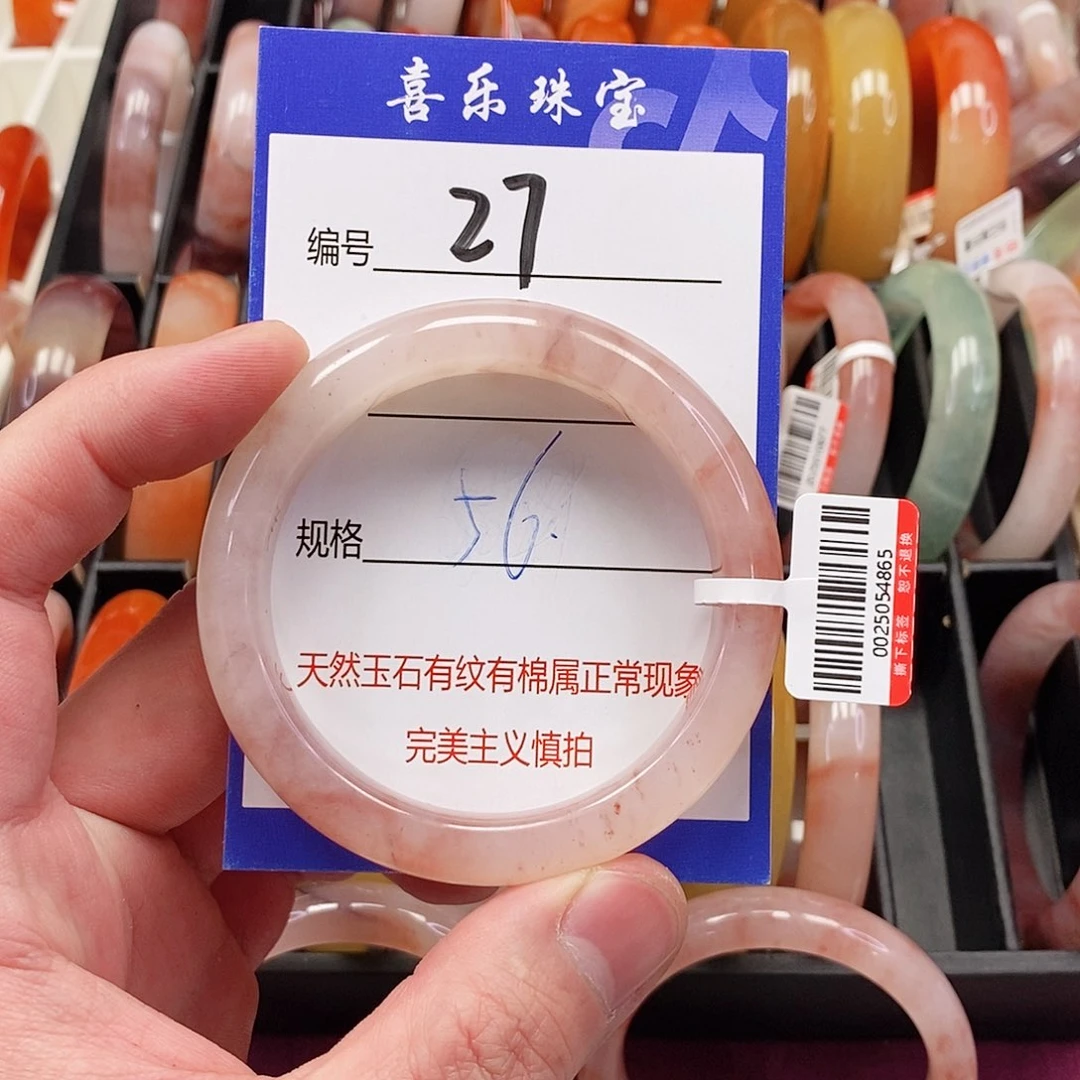 喜乐珠宝
编号 27
规格 56.
天然玉石有纹有棉属正常现象
完美主义慎拍
0025054865
撕下标签 恕不退换